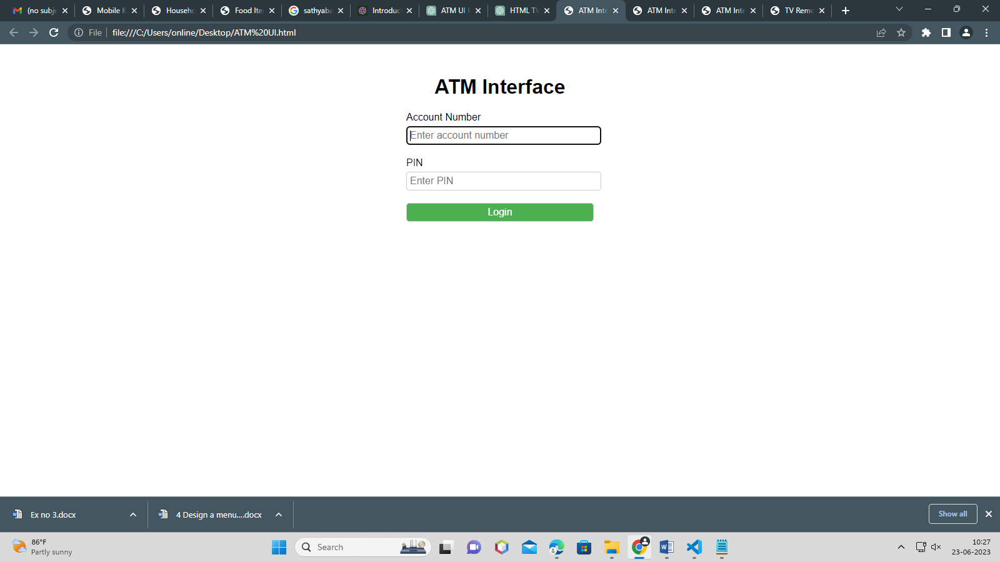 (no subje
Mobile K
Househo
Food Ite
sathyaba
Introduc
ATM UI
HTML TV
ATM Inte
ATM Inte
ATM Inte
TV Remo
File
file:///C:/Users/online/Desktop/ATM%20UI.html
ATM Interface
Account Number
Enter account number
PIN
Enter PIN
Login
Ex no 3.docx
4 Design a menu....docx
Show all
86°F
Partly sunny
Search
10:27
23-06-2023